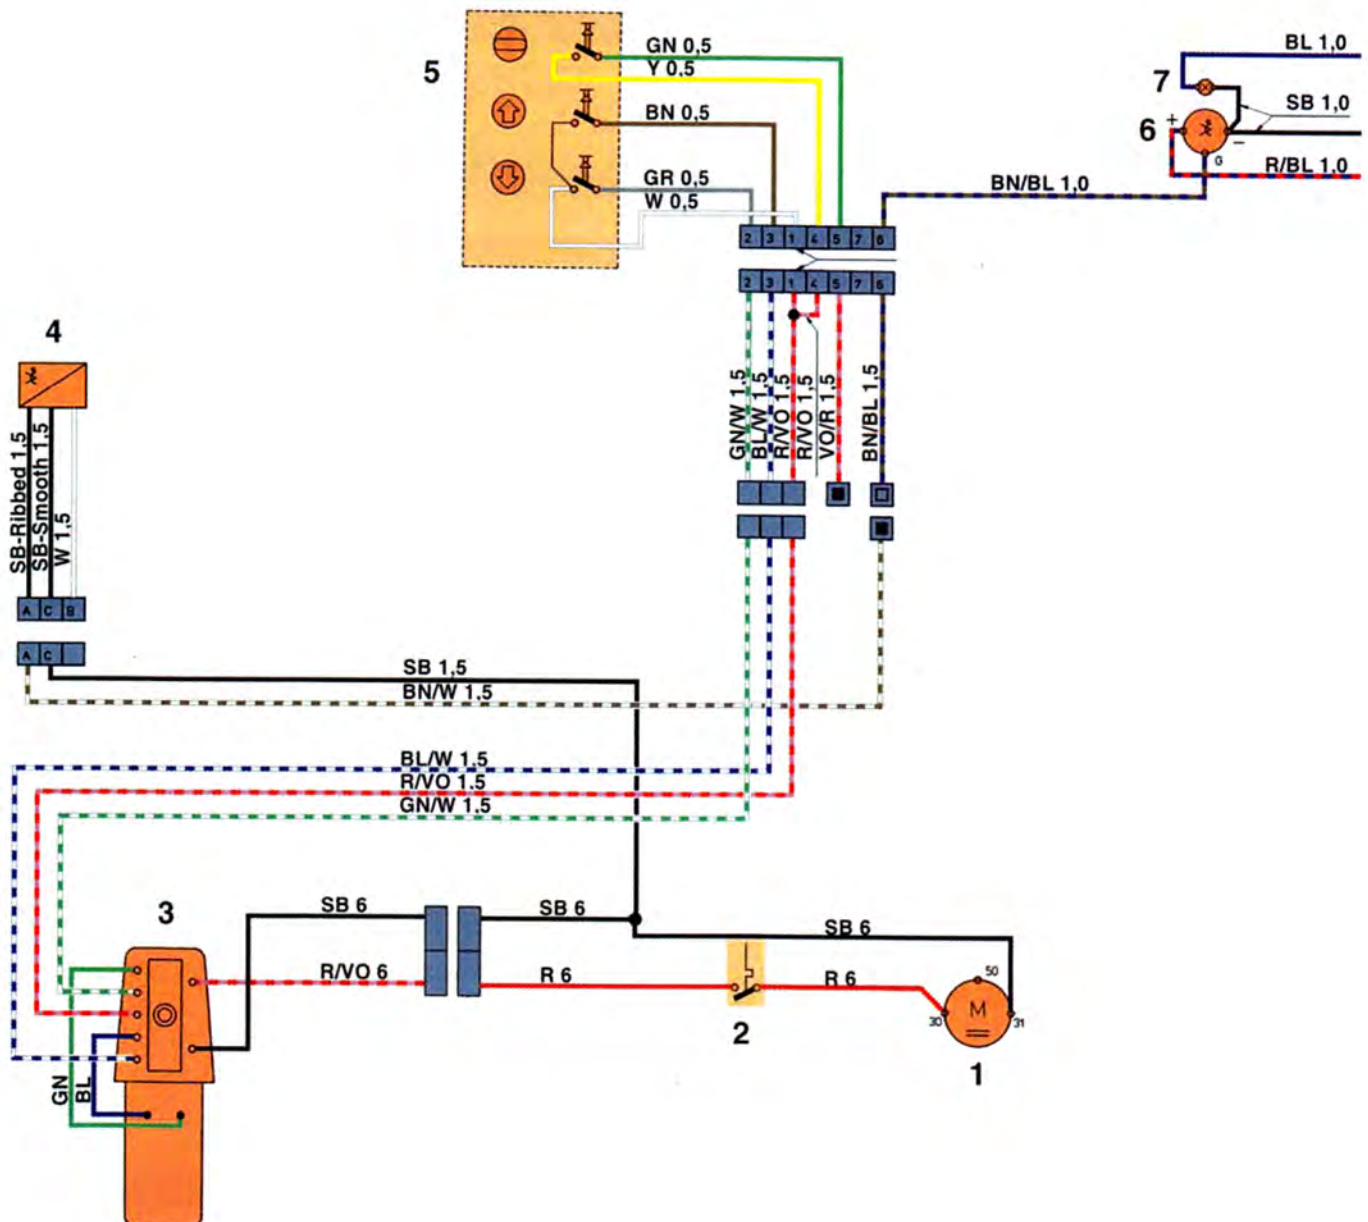 5
GN 0,5
Y 0,5
BN 0,5
GR 0,5
W 0,5
BL 1,0
7
SB 1,0
6
+
−
G
R/BL 1,0
BN/BL 1,0
2 3 1 4 5 7 6
2 3 1 4 5 7 6
4
SB-Ribbed 1,5
SB-Smooth 1,5
W 1,5
GN/W 1,5
BL/W 1,5
R/VO 1,5
R/VO 1,5
VO/R 1,5
BN/BL 1,5
A C B
A C
SB 1,5
BN/W 1,5
BL/W 1,5
R/VO 1,5
GN/W 1,5
3
SB 6
SB 6
SB 6
R/VO 6
R 6
R 6
GN
BL
2
50
M
30
31
1